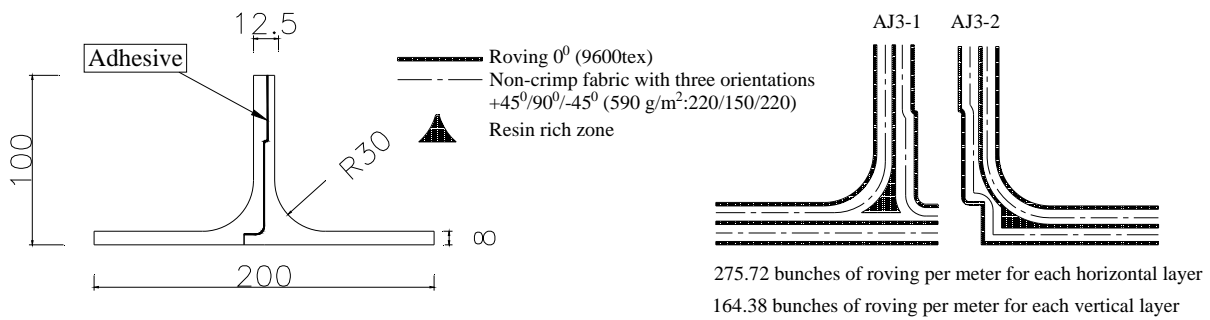 12.5
Adhesive
100
R30
8
200
Roving 0⁰ (9600tex)
Non-crimp fabric with three orientations
+45⁰/90⁰/-45⁰ (590 g/m²:220/150/220)
Resin rich zone
AJ3-1 AJ3-2
275.72 bunches of roving per meter for each horizontal layer
164.38 bunches of roving per meter for each vertical layer